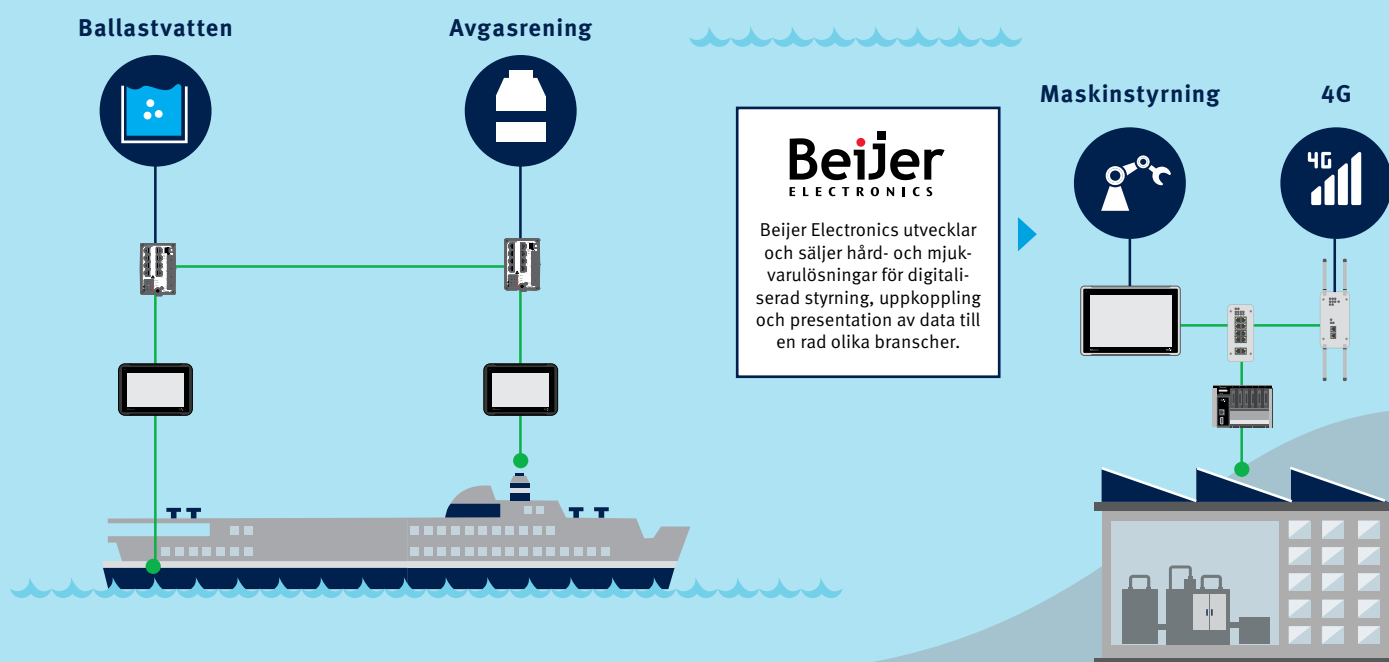 Ballastvatten
Avgasrening
Maskinstyrning
4G
4G
Beijer
ELECTRONICS
Beijer Electronics utvecklar
och säljer hård- och mjuk-
varulösningar för digitali-
serad styrning, uppkoppling
och presentation av data till
en rad olika branscher.